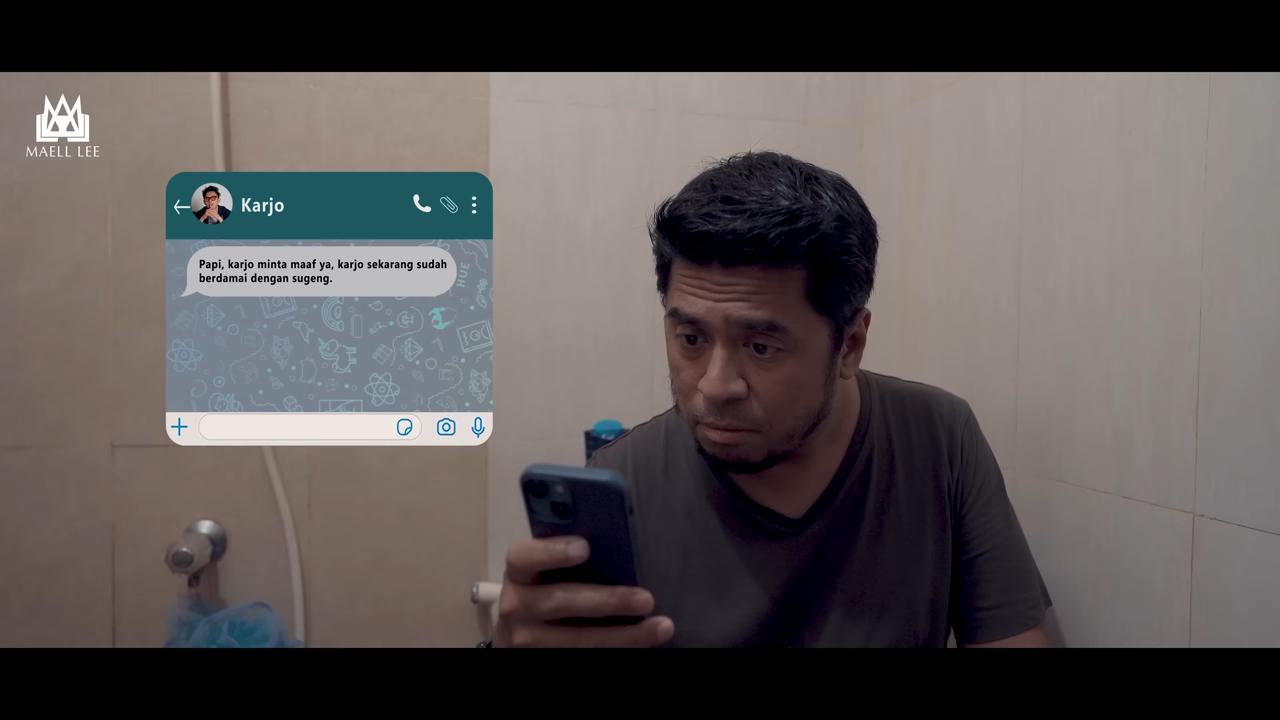 MAELL LEE
Karjo
Papi, karjo minta maaf ya, karjo sekarang sudah
berdamai dengan sugeng.